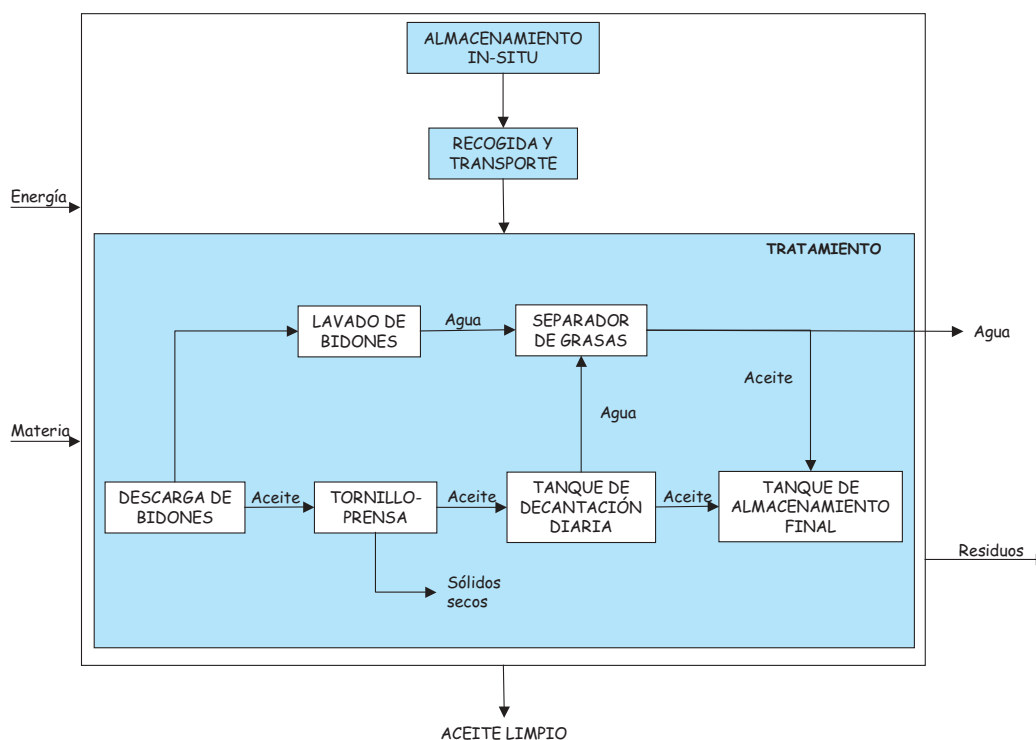 ALMACENAMIENTO
IN-SITU
RECOGIDA Y
TRANSPORTE
Energía
TRATAMIENTO
LAVADO DE
BIDONES
Agua
SEPARADOR
DE GRASAS
Agua
Aceite
Agua
Materia
DESCARGA DE
BIDONES
Aceite
TORNILLO-
PRENSA
Aceite
TANQUE DE
DECANTACIÓN
DIARIA
Aceite
TANQUE DE
ALMACENAMIENTO
FINAL
Residuos
Sólidos
secos
ACEITE LIMPIO